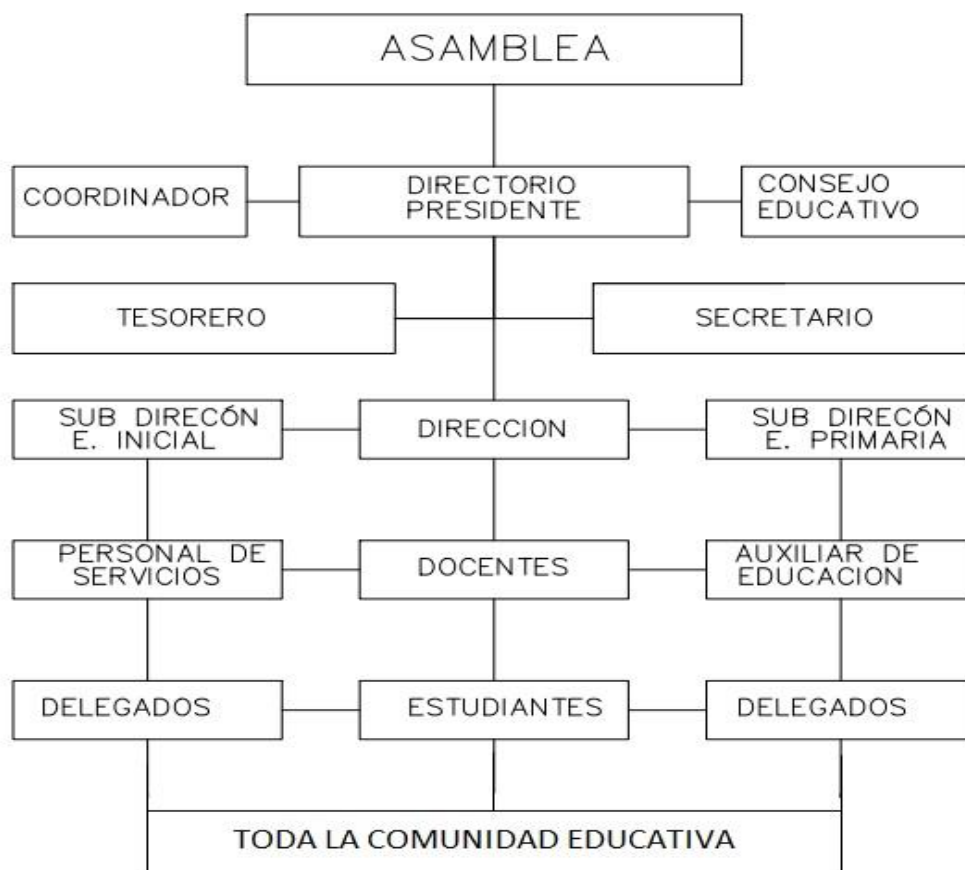 ASAMBLEA
COORDINADOR
DIRECTORIO
PRESIDENTE
CONSEJO
EDUCATIVO
TESORERO
SECRETARIO
SUB DIRECÓN
E. INICIAL
DIRECCION
SUB DIRECÓN
E. PRIMARIA
PERSONAL DE
SERVICIOS
DOCENTES
AUXILIAR DE
EDUCACION
DELEGADOS
ESTUDIANTES
DELEGADOS
TODA LA COMUNIDAD EDUCATIVA